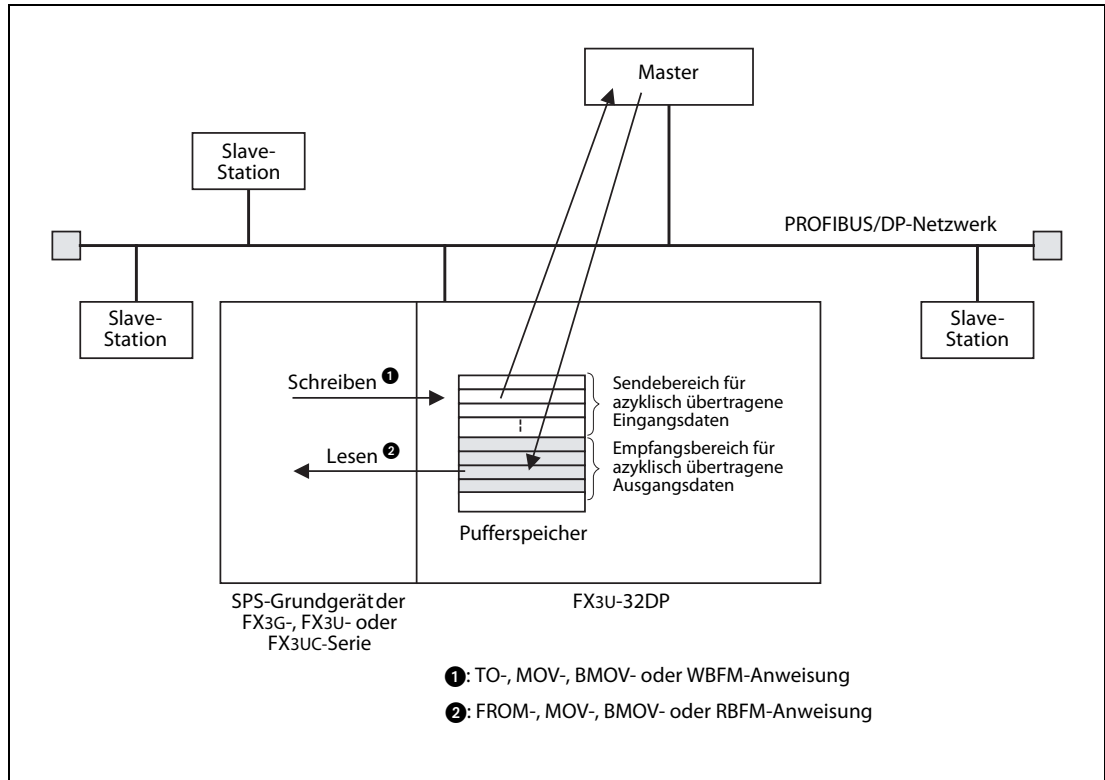 Master
Slave-
Station
PROFIBUS/DP-Netzwerk
Slave-
Station
Slave-
Station
Schreiben ❶
Sendebereich für
azyklisch übertragene
Eingangsdaten
Lesen ❷
Empfangsbereich für
azyklisch übertragene
Ausgangsdaten
Pufferspeicher
SPS-Grundgerät der
FX3G-, FX3U- oder
FX3UC-Serie
FX3U-32DP
❶: TO-, MOV-, BMOV- oder WBFM-Anweisung
❷: FROM-, MOV-, BMOV- oder RBFM-Anweisung